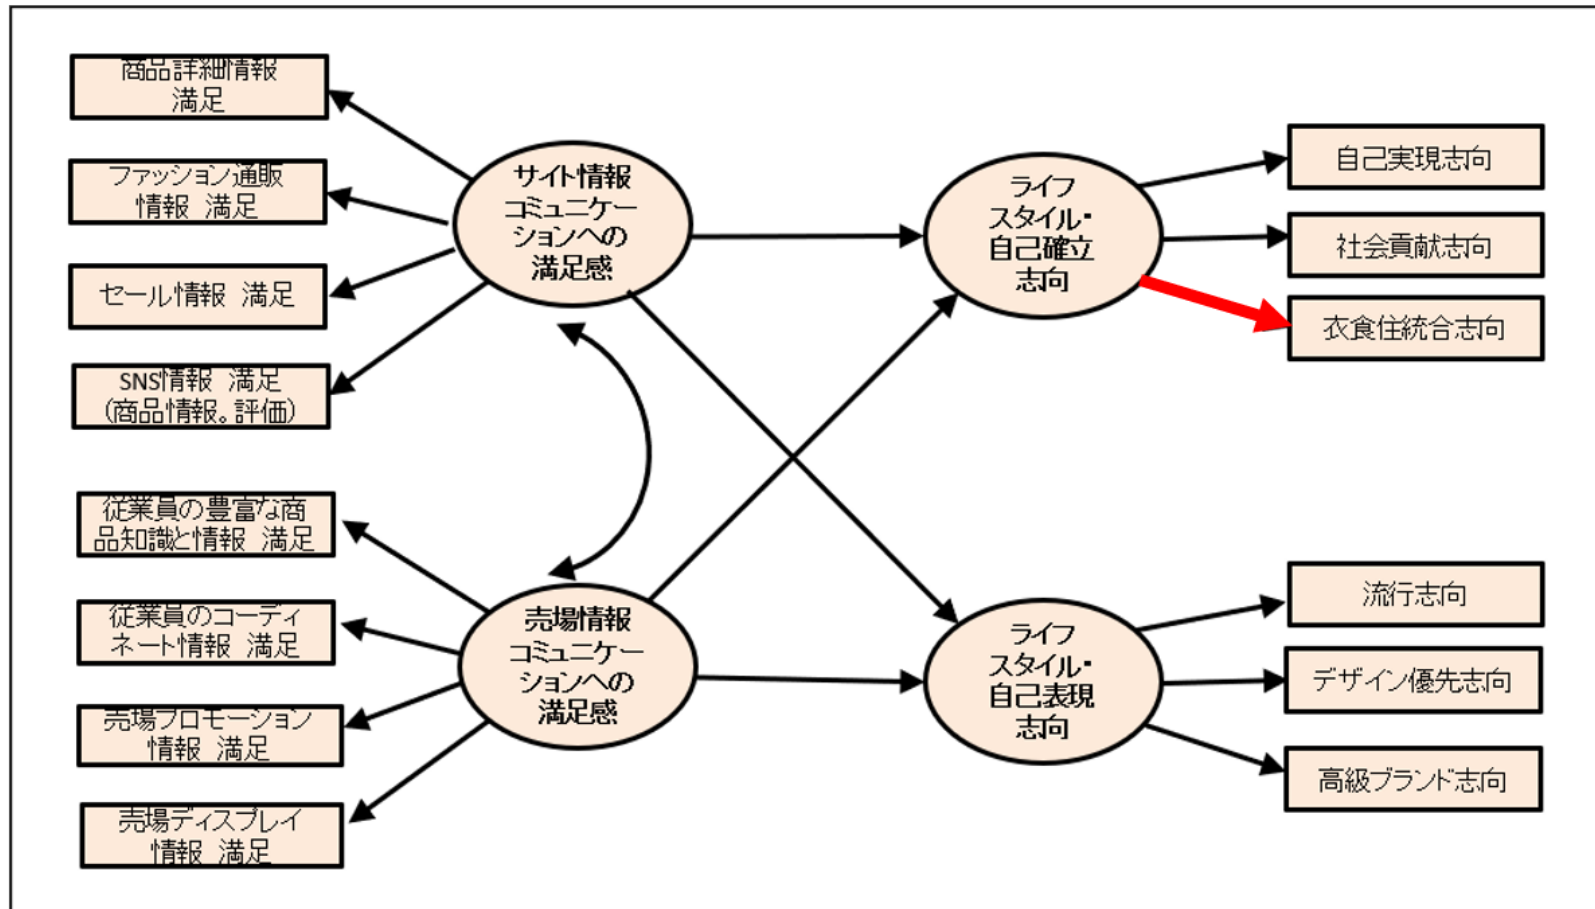 商品詳細情報
満足
ファッション通販
情報 満足
セール情報 満足
SNS情報 満足
(商品情報。評価)
従業員の豊富な商
品知識と情報 満足
従業員のコーディ
ネート情報 満足
売場プロモーション
情報 満足
売場ディスプレイ
情報 満足
サイト情報
コミュニケー
ションへの
満足感
売場情報
コミュニケー
ションへの
満足感
ライフ
スタイル・
自己確立
志向
ライフ
スタイル・
自己表現
志向
自己実現志向
社会貢献志向
衣食住統合志向
流行志向
デザイン優先志向
高級ブランド志向